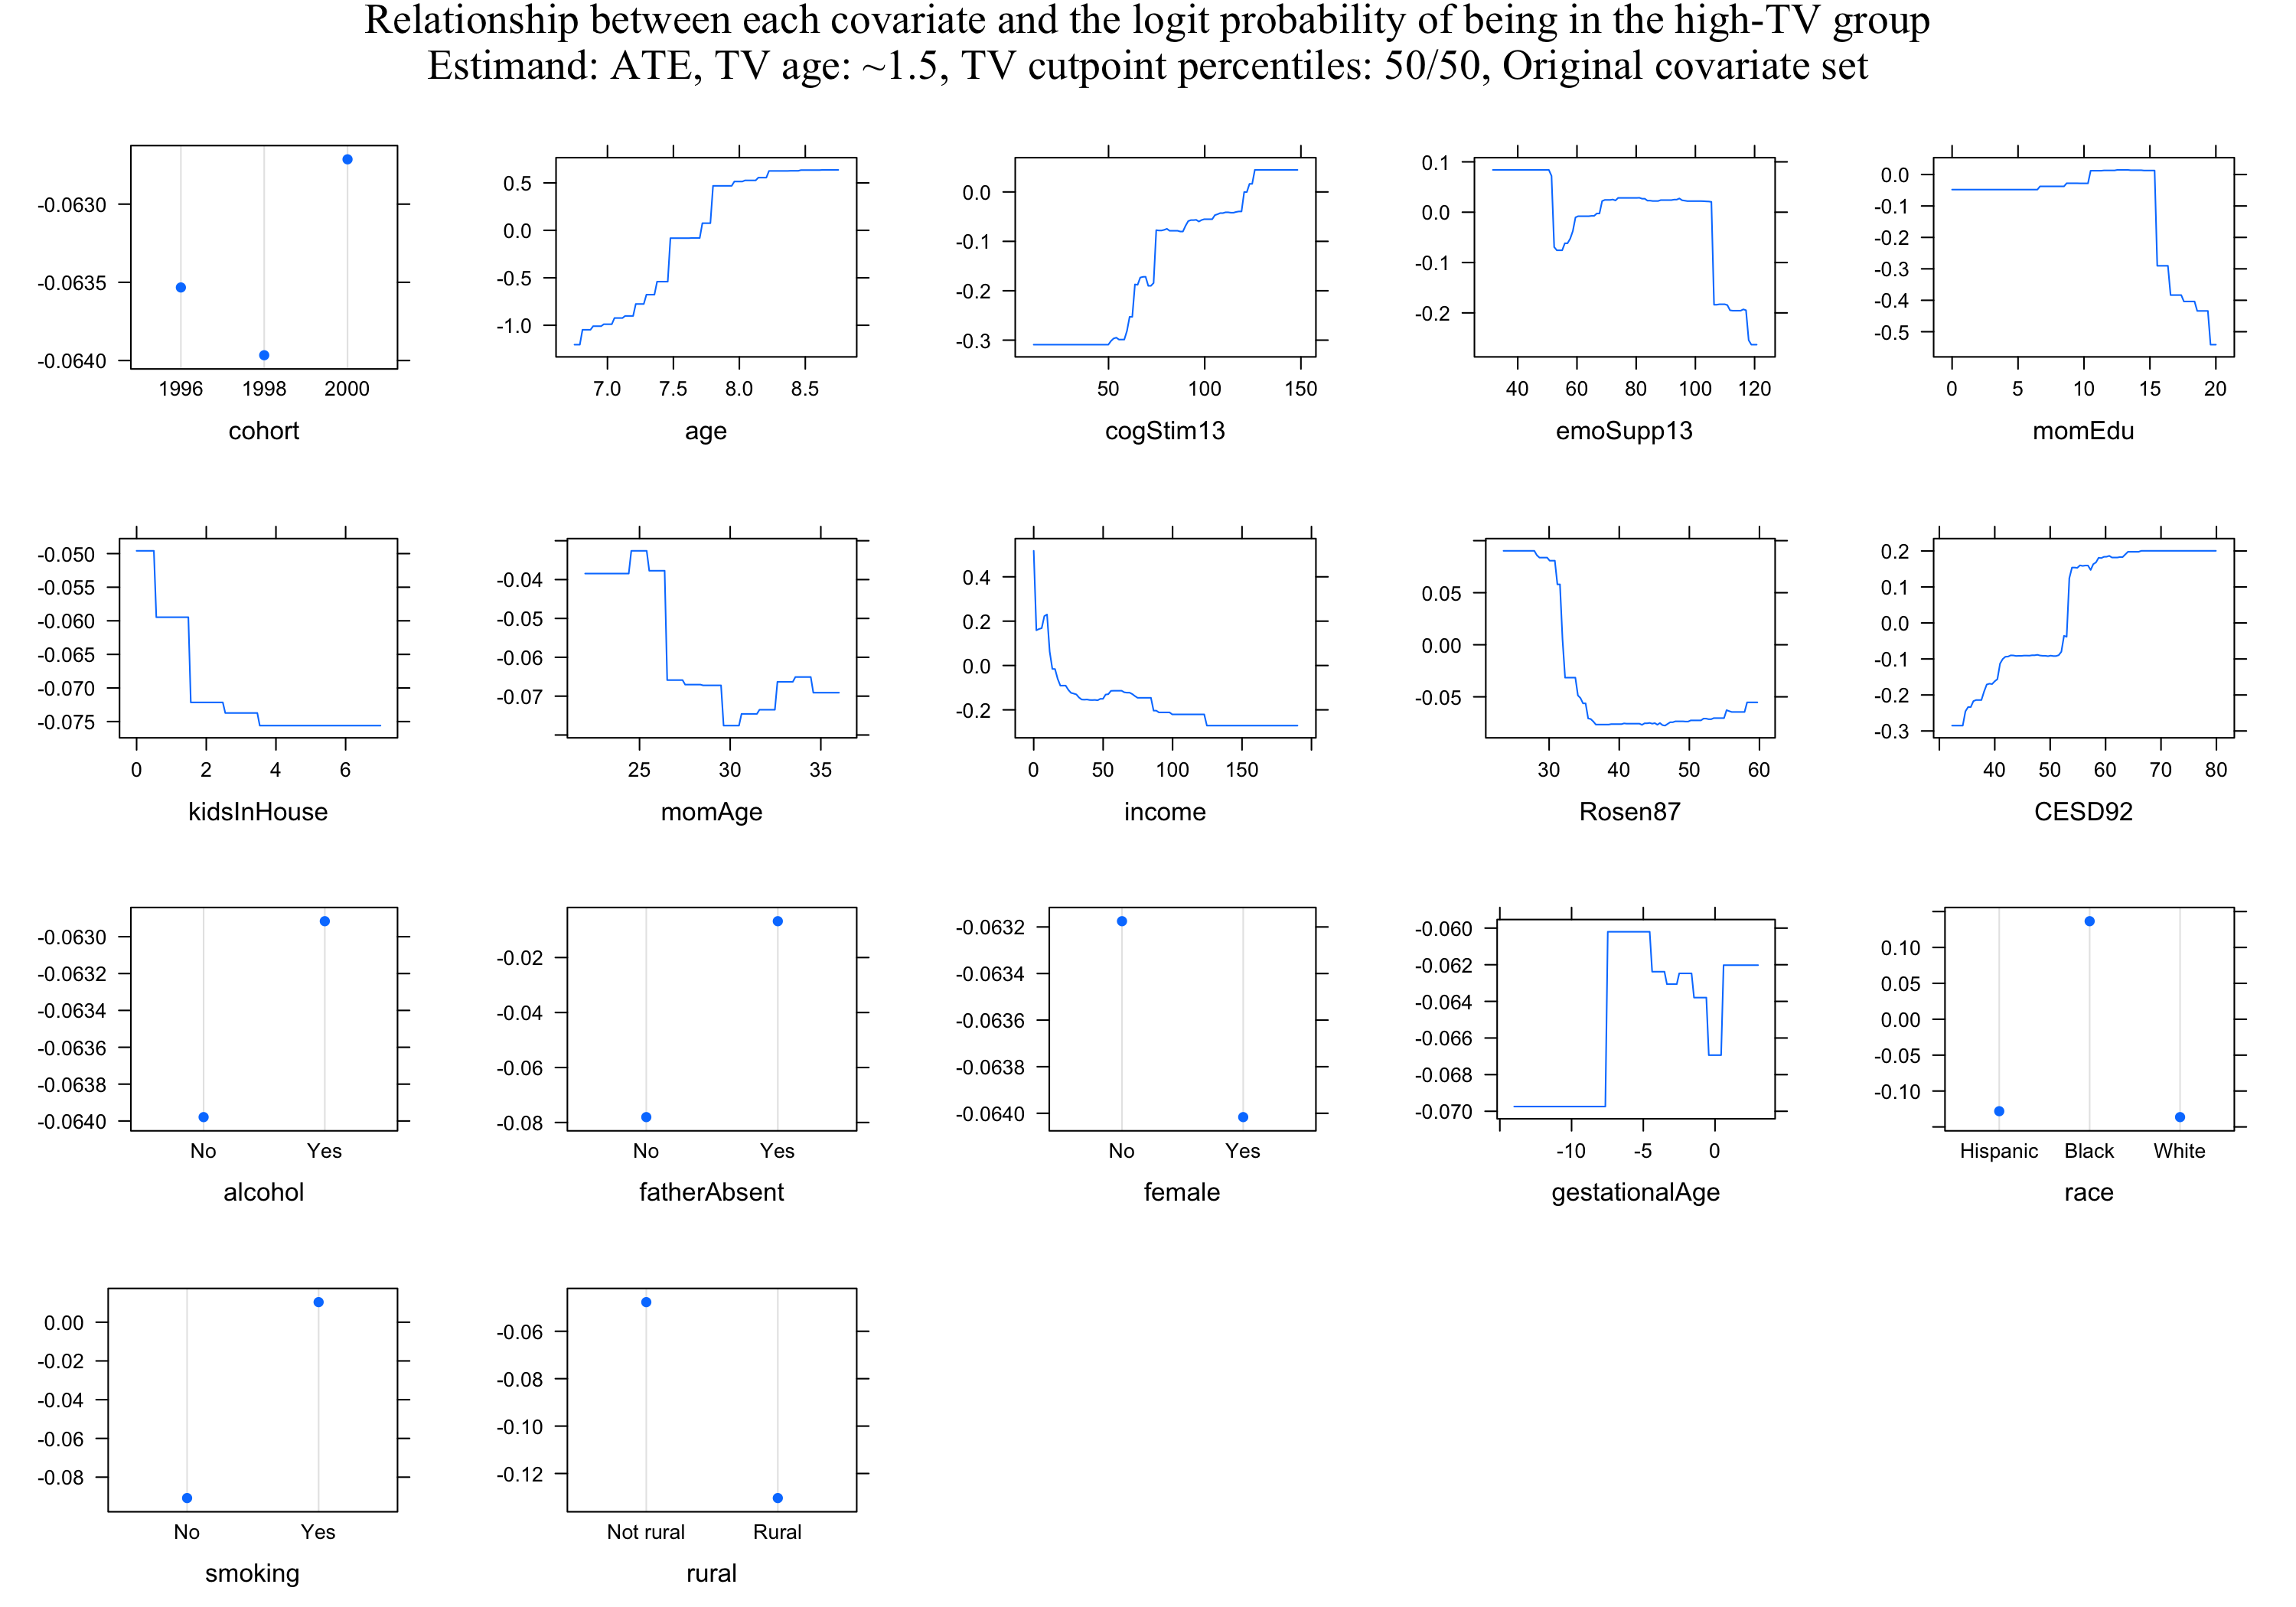 Relationship between each covariate and the logit probability of being in the high-TV group
Estimand: ATE, TV age: ~1.5, TV cutpoint percentiles: 50/50, Original covariate set
-0.0630
-0.0635
-0.0640
1996 1998 2000
cohort
0.5
0.0
-0.5
-1.0
7.0 7.5 8.0 8.5
age
0.0
-0.1
-0.2
-0.3
50 100 150
cogStim13
0.1
0.0
-0.1
-0.2
40 60 80 100 120
emoSupp13
0.0
-0.1
-0.2
-0.3
-0.4
-0.5
0 5 10 15 20
momEdu
-0.050
-0.055
-0.060
-0.065
-0.070
-0.075
0 2 4 6
kidsInHouse
-0.04
-0.05
-0.06
-0.07
25 30 35
momAge
0.4
0.2
0.0
-0.2
0 50 100 150
income
0.05
0.00
-0.05
30 40 50 60
Rosen87
0.2
0.1
0.0
-0.1
-0.2
-0.3
40 50 60 70 80
CESD92
-0.0630
-0.0632
-0.0634
-0.0636
-0.0638
-0.0640
No Yes
alcohol
-0.02
-0.04
-0.06
-0.08
No Yes
fatherAbsent
-0.0632
-0.0634
-0.0636
-0.0638
-0.0640
No Yes
female
-0.060
-0.062
-0.064
-0.066
-0.068
-0.070
-10 -5 0
gestationalAge
0.10
0.05
0.00
-0.05
-0.10
Hispanic Black White
race
0.00
-0.02
-0.04
-0.06
-0.08
No Yes
smoking
-0.06
-0.08
-0.10
-0.12
Not rural Rural
rural